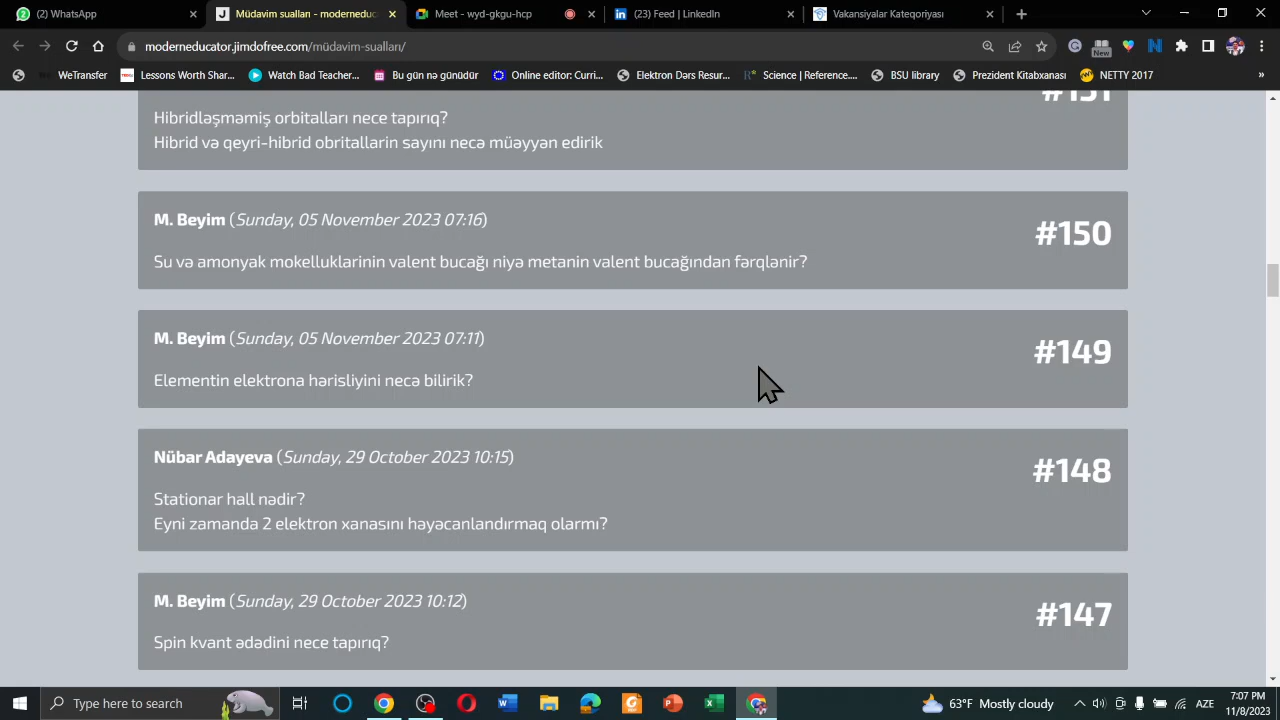 (2) WhatsApp
Müdavim sualları - moderneduc
Meet - wyd-gkgu-hcp
(23) Feed | LinkedIn
Vakansiyalar Kateqoriyası
moderneducator.jimdofree.com/müdavim-sualları/
New
WeTransfer
Lessons Worth Shar...
Watch Bad Teacher...
Bu gün nə günüdür
Online editor: Curri...
Elektron Dərs Resur...
Science | Reference....
BSU library
Prezident Kitabxanası
NETTY 2017
»
#151
Hibridləşməmiş orbitalları nece tapırıq?
Hibrid və qeyri-hibrid obritallarin sayını necə müəyyən edirik
M. Beyim (Sunday, 05 November 2023 07:16)
#150
Su və amonyak mokelluklarinin valent bucağı niyə metanin valent bucağından fərqlənir?
M. Beyim (Sunday, 05 November 2023 07:11)
#149
Elementin elektrona hərisliyini necə bilirik?
Nübar Adayeva (Sunday, 29 October 2023 10:15)
#148
Stationar hall nədir?
Eyni zamanda 2 elektron xanasını həyəcanlandırmaq olarmı?
M. Beyim (Sunday, 29 October 2023 10:12)
#147
Spin kvant ədədini nece tapırıq?
Type here to search
63°F Mostly cloudy
AZE
7:07 PM
11/8/2023